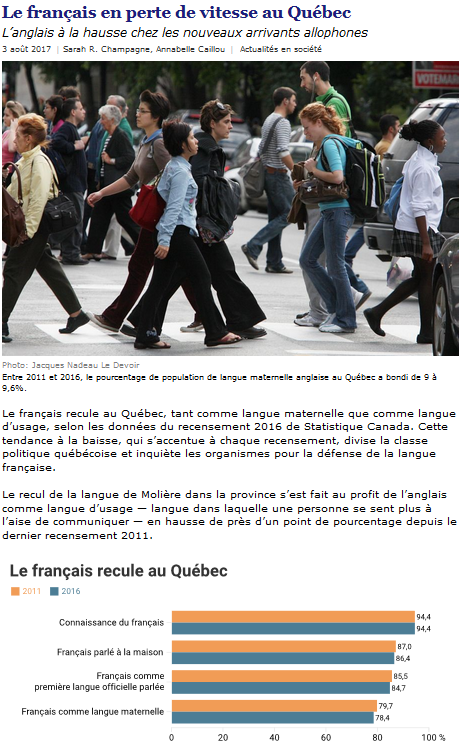 Le français en perte de vitesse au Québec
L’anglais à la hausse chez les nouveaux arrivants allophones
3 août 2017 | Sarah R. Champagne, Annabelle Caillou | Actualités en société
VOTEMAR
Photo: Jacques Nadeau Le Devoir
Entre 2011 et 2016, le pourcentage de population de langue maternelle anglaise au Québec a bondi de 9 à
9,6%.
Le français recule au Québec, tant comme langue maternelle que comme langue
d’usage, selon les données du recensement 2016 de Statistique Canada. Cette
tendance à la baisse, qui s’accentue à chaque recensement, divise la classe
politique québécoise et inquiète les organismes pour la défense de la langue
française.
Le recul de la langue de Molière dans la province s’est fait au profit de l’anglais
comme langue d’usage — langue dans laquelle une personne se sent plus à
l’aise de communiquer — en hausse de près d’un point de pourcentage depuis le
dernier recensement 2011.
Le français recule au Québec
2011 2016
Connaissance du français 94,4
94,4
Français parlé à la maison 87,0
86,4
Français comme 85,5
première langue officielle parlée 84,7
Français comme langue maternelle 79,7
78,4
0 20 40 60 80 100 %